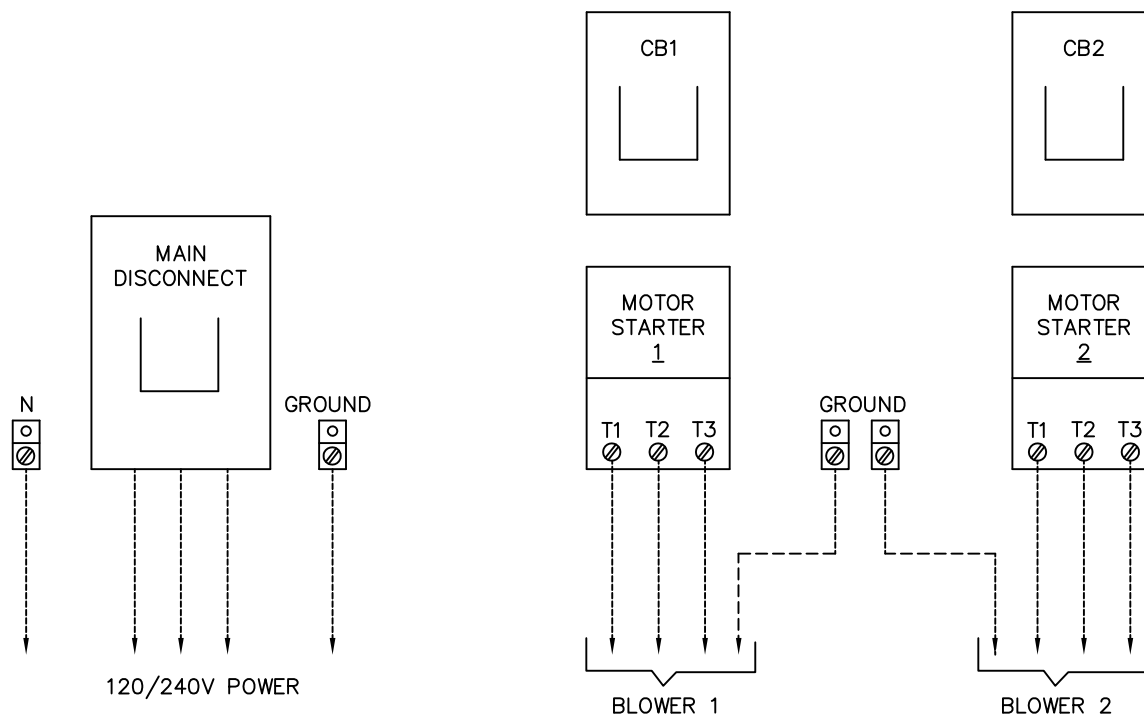 CB1
CB2
MAIN
DISCONNECT
MOTOR
STARTER
1
MOTOR
STARTER
2
N
GROUND
T1 T2 T3
GROUND
T1 T2 T3
120/240V POWER
BLOWER 1
BLOWER 2